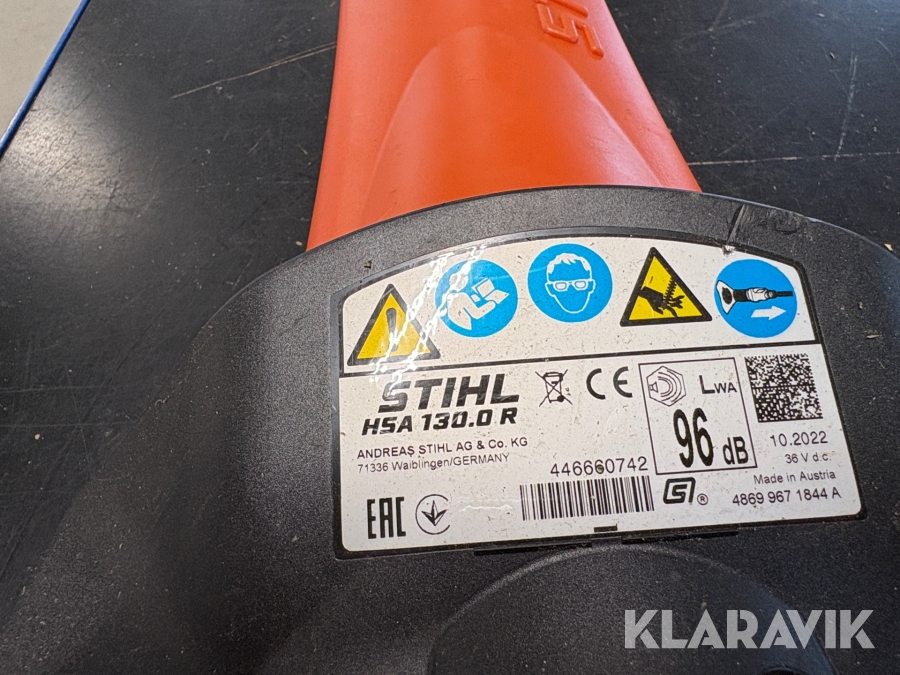 STIHL
HSA 130.0 R
ANDREAS STIHL AG & Co. KG
71336 Waiblingen/GERMANY
446660742
CE
LWA
96 dB
10.2022
36 V d.c.
Made in Austria
4869 967 1844 A
EAC
®
KLARAVIK